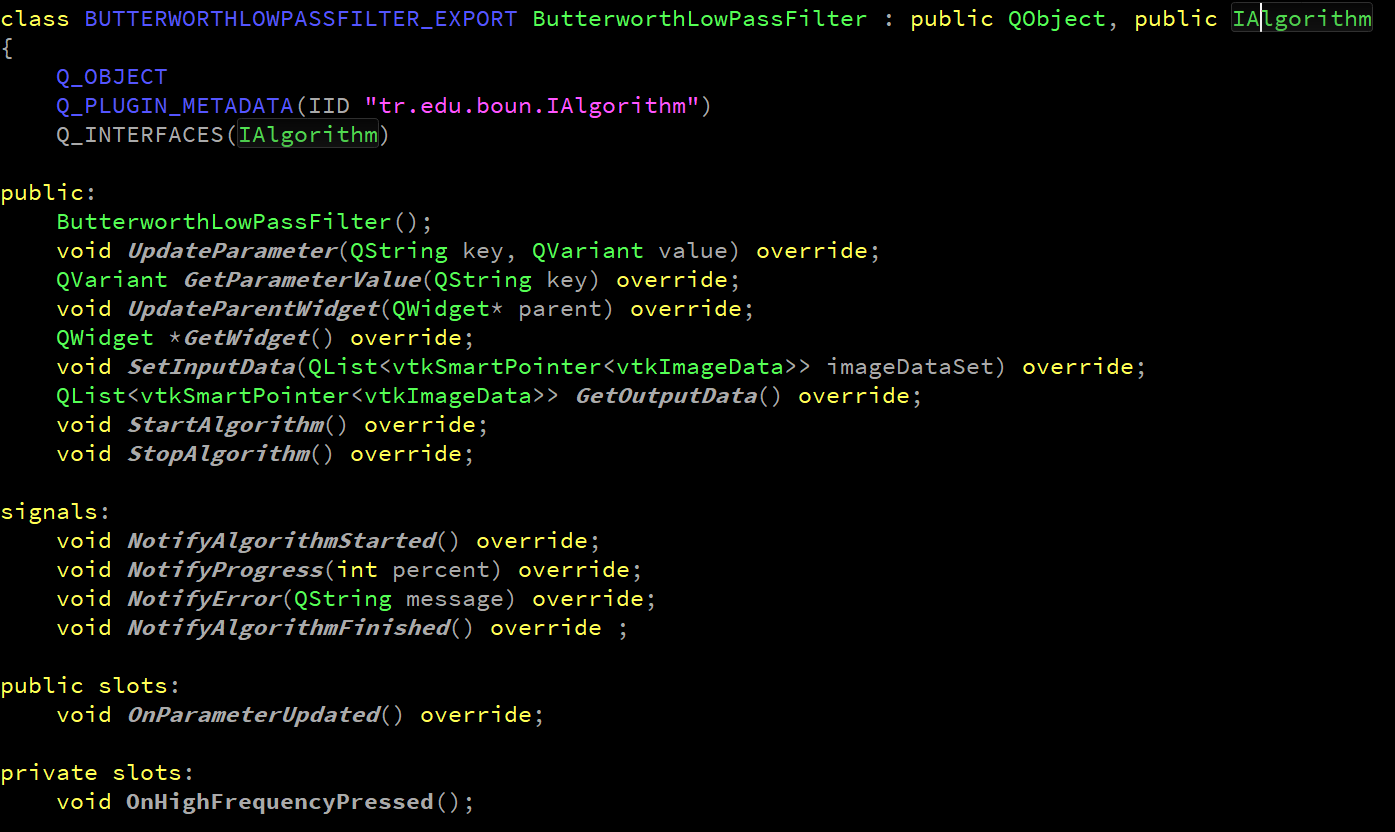 class BUTTERWORTHLOWPASSFILTER_EXPORT ButterworthLowPassFilter : public QObject, public IAlgorithm
{
    Q_OBJECT
    Q_PLUGIN_METADATA(IID "tr.edu.boun.IAlgorithm")
    Q_INTERFACES(IAlgorithm)

public:
    ButterworthLowPassFilter();
    void UpdateParameter(QString key, QVariant value) override;
    QVariant GetParameterValue(QString key) override;
    void UpdateParentWidget(QWidget* parent) override;
    QWidget *GetWidget() override;
    void SetInputData(QList<vtkSmartPointer<vtkImageData>> imageDataSet) override;
    QList<vtkSmartPointer<vtkImageData>> GetOutputData() override;
    void StartAlgorithm() override;
    void StopAlgorithm() override;

signals:
    void NotifyAlgorithmStarted() override;
    void NotifyProgress(int percent) override;
    void NotifyError(QString message) override;
    void NotifyAlgorithmFinished() override ;

public slots:
    void OnParameterUpdated() override;

private slots:
    void OnHighFrequencyPressed();